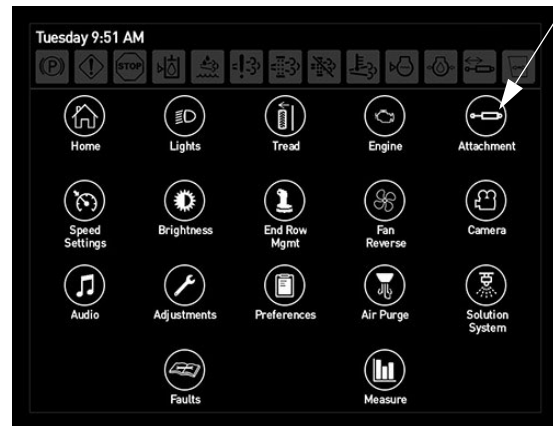 Tuesday 9:51 AM
P
STOP
Home
Lights
Tread
Engine
Attachment
Speed
Settings
Brightness
End Row
Mgmt
Fan
Reverse
Camera
Audio
Adjustments
Preferences
Air Purge
Solution
System
Faults
Measure